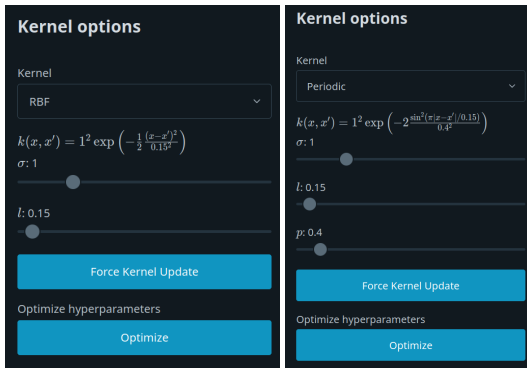 Kernel options
Kernel
RBF
k(x, x′) = 1² exp(−1/2 (x−x′)²/0.15²)
σ: 1
l: 0.15
Force Kernel Update
Optimize hyperparameters
Optimize
Kernel options
Kernel
Periodic
k(x, x′) = 1² exp(−2 sin²(π|x−x′|/0.15)/0.4²)
σ: 1
l: 0.15
p: 0.4
Force Kernel Update
Optimize hyperparameters
Optimize